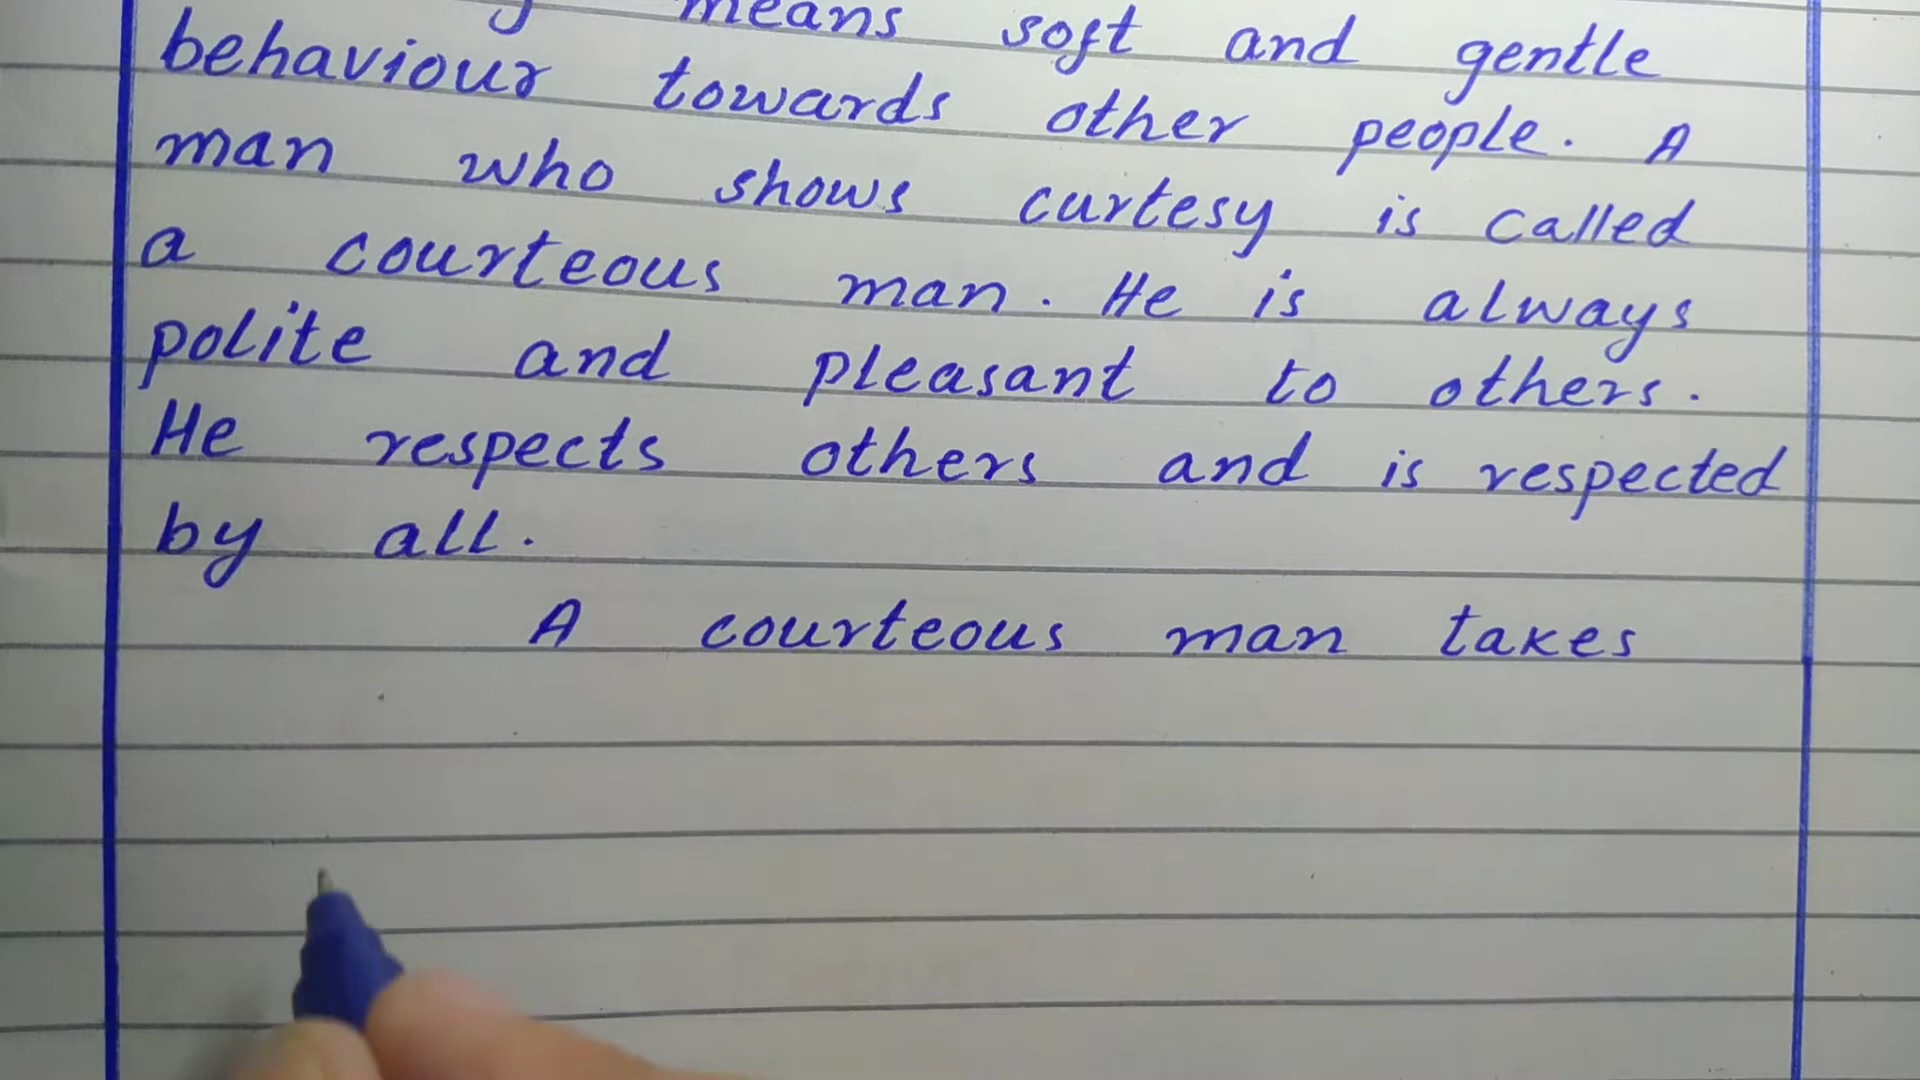 means soft and gentle
behaviour towards other people. A
man who shows curtesy is called
a courteous man. He is always
polite and pleasant to others.
He respects others and is respected
by all.
A courteous man takes